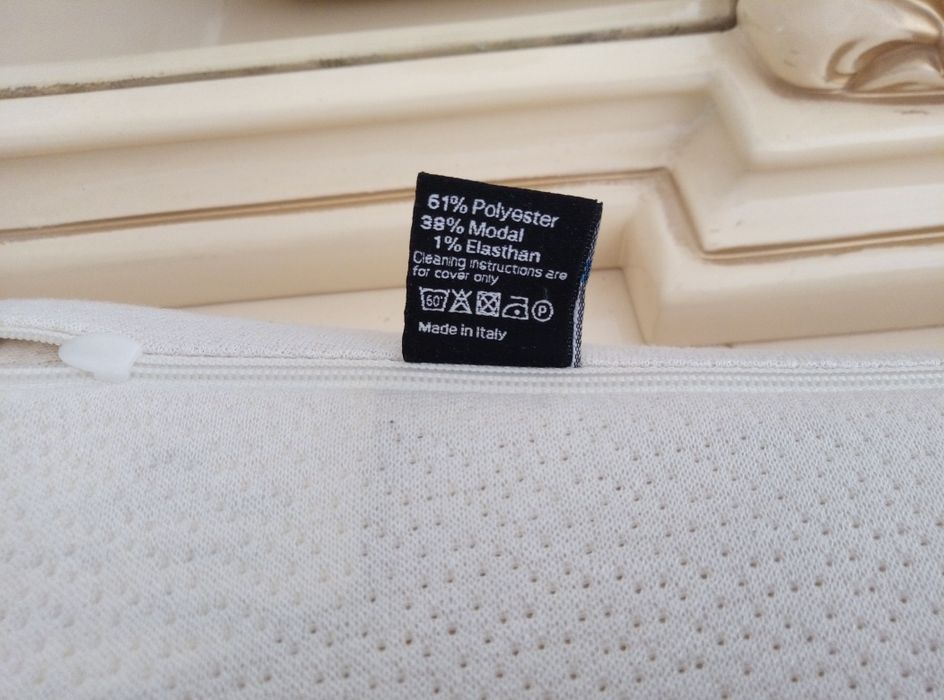 61% Polyester
38% Modal
1% Elasthan
Cleaning instructions are
for cover only
60° P
Made in Italy